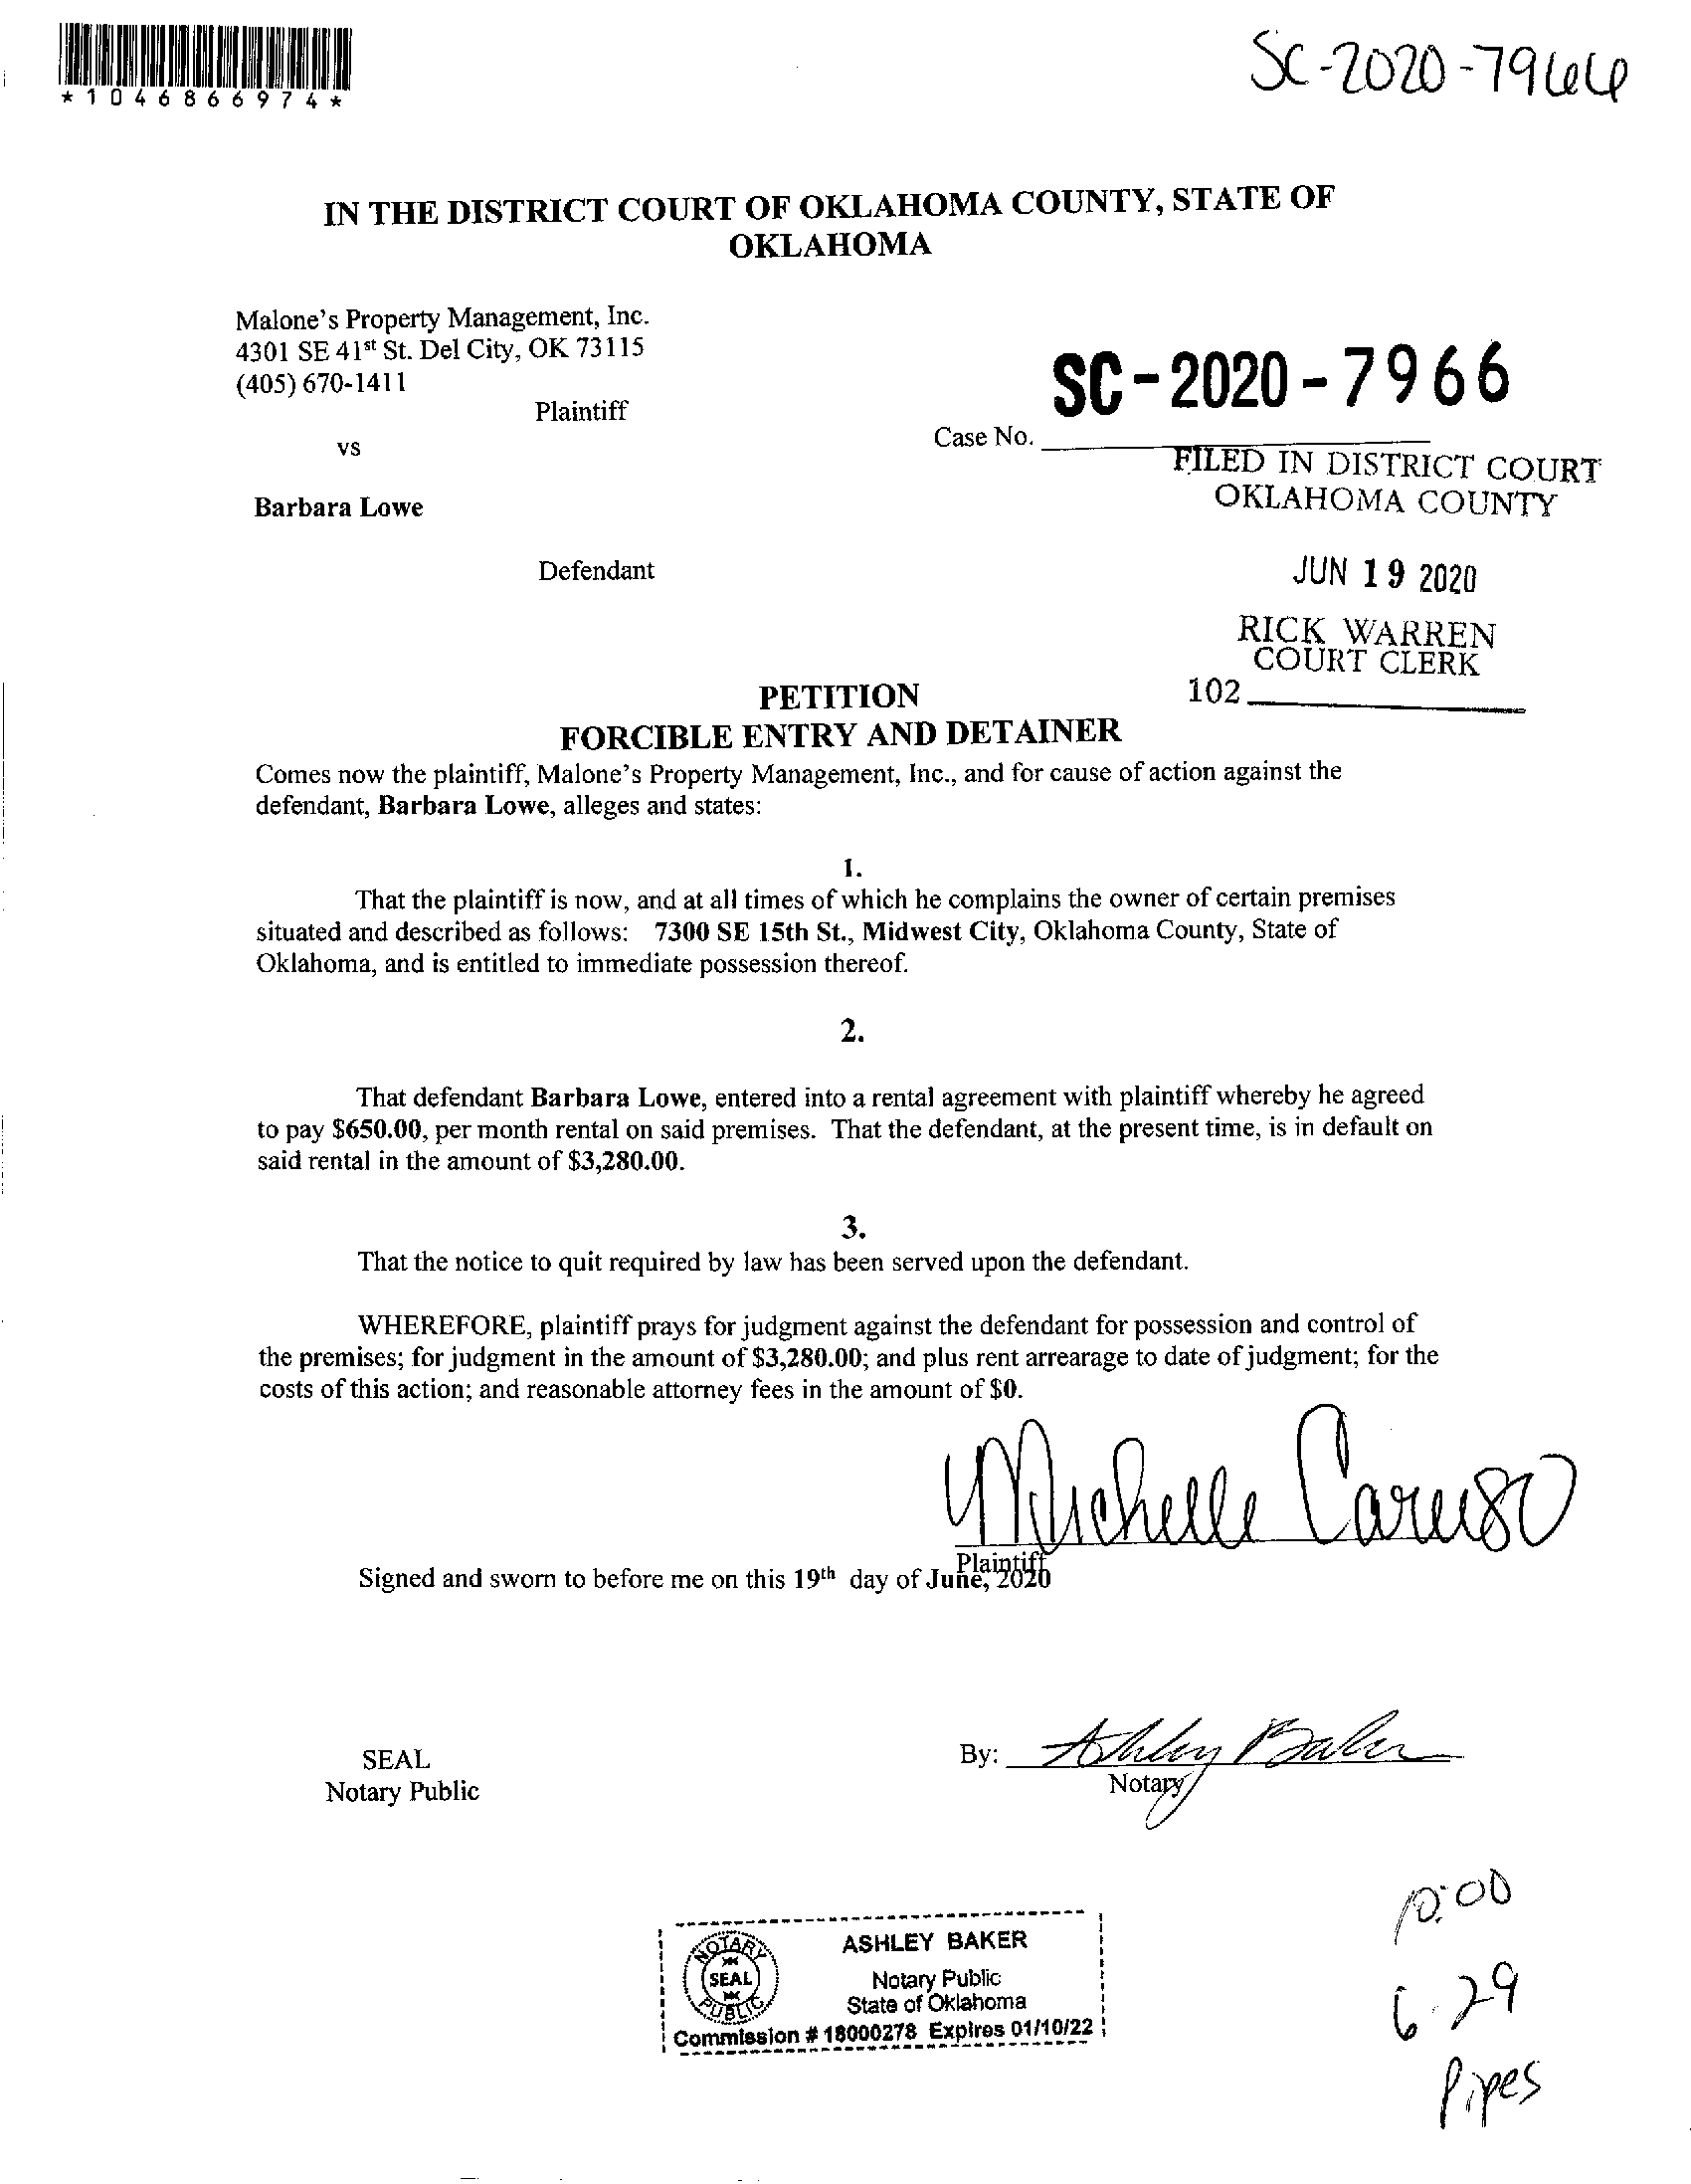 *1046866974*
SC-2020-7966
IN THE DISTRICT COURT OF OKLAHOMA COUNTY, STATE OF
OKLAHOMA
Malone's Property Management, Inc.
4301 SE 41st St. Del City, OK 73115
(405) 670-1411
Plaintiff
vs
Barbara Lowe
Defendant
SC-2020-7966
Case No.
FILED IN DISTRICT COURT
OKLAHOMA COUNTY
JUN 19 2020
RICK WARREN
COURT CLERK
102
PETITION
FORCIBLE ENTRY AND DETAINER
Comes now the plaintiff, Malone's Property Management, Inc., and for cause of action against the
defendant, Barbara Lowe, alleges and states:
1.
That the plaintiff is now, and at all times of which he complains the owner of certain premises
situated and described as follows: 7300 SE 15th St., Midwest City, Oklahoma County, State of
Oklahoma, and is entitled to immediate possession thereof.
2.
That defendant Barbara Lowe, entered into a rental agreement with plaintiff whereby he agreed
to pay $650.00, per month rental on said premises. That the defendant, at the present time, is in default on
said rental in the amount of $3,280.00.
3.
That the notice to quit required by law has been served upon the defendant.
WHEREFORE, plaintiff prays for judgment against the defendant for possession and control of
the premises; for judgment in the amount of $3,280.00; and plus rent arrearage to date of judgment; for the
costs of this action; and reasonable attorney fees in the amount of $0.
Michelle Caruso
Plaintiff
Signed and sworn to before me on this 19th day of June, 2020
SEAL
Notary Public
By: Ashley Baker
Notary
NOTARY
SEAL
PUBLIC
ASHLEY BAKER
Notary Public
State of Oklahoma
Commission # 18000278 Expires 01/10/22
10:00
6-29
Pipes